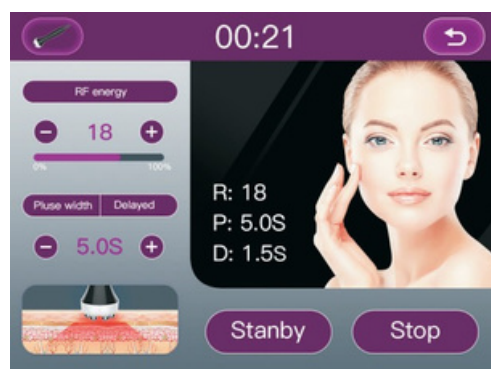 00:21
RF energy
18
0% 100%
Pluse width Delayed
5.0S
R: 18
P: 5.0S
D: 1.5S
Stanby Stop